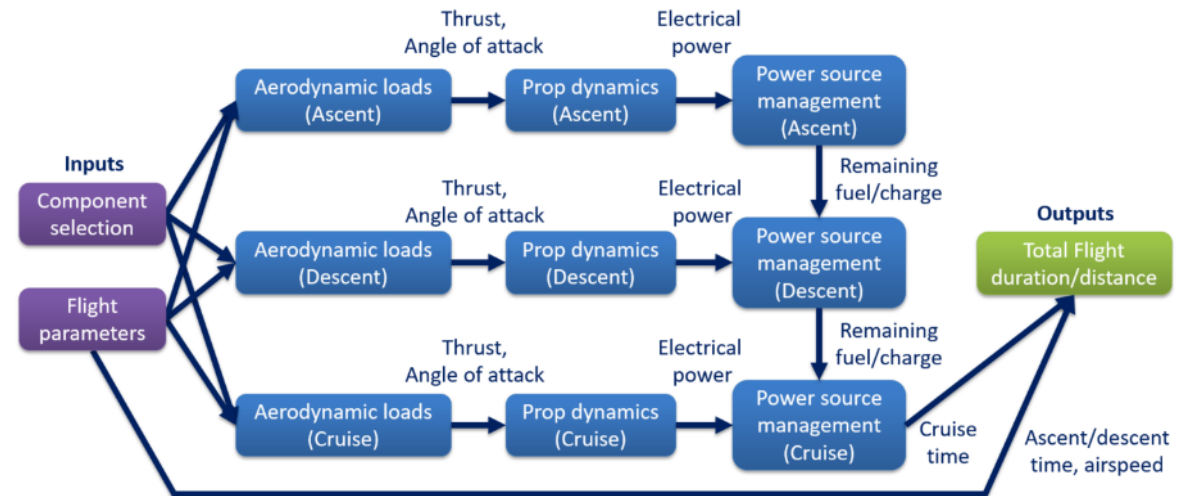 Thrust,
Angle of attack
Electrical
power
Aerodynamic loads
(Ascent)
Prop dynamics
(Ascent)
Power source
management
(Ascent)
Inputs
Component
selection
Flight
parameters
Remaining
fuel/charge
Thrust,
Angle of attack
Electrical
power
Aerodynamic loads
(Descent)
Prop dynamics
(Descent)
Power source
management
(Descent)
Outputs
Total Flight
duration/distance
Remaining
fuel/charge
Thrust,
Angle of attack
Electrical
power
Aerodynamic loads
(Cruise)
Prop dynamics
(Cruise)
Power source
management
(Cruise)
Cruise
time
Ascent/descent
time, airspeed